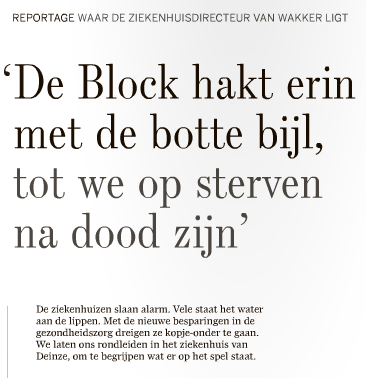 REPORTAGE WAAR DE ZIEKENHUISDIRECTEUR VAN WAKKER LIGT
‘De Block hakt erin
met de botte bijl,
tot we op sterven
na dood zijn’
De ziekenhuizen slaan alarm. Vele staat het water
aan de lippen. Met de nieuwe besparingen in de
gezondheidszorg dreigen ze kopje-onder te gaan.
We laten ons rondleiden in het ziekenhuis van
Deinze, om te begrijpen wat er op het spel staat.